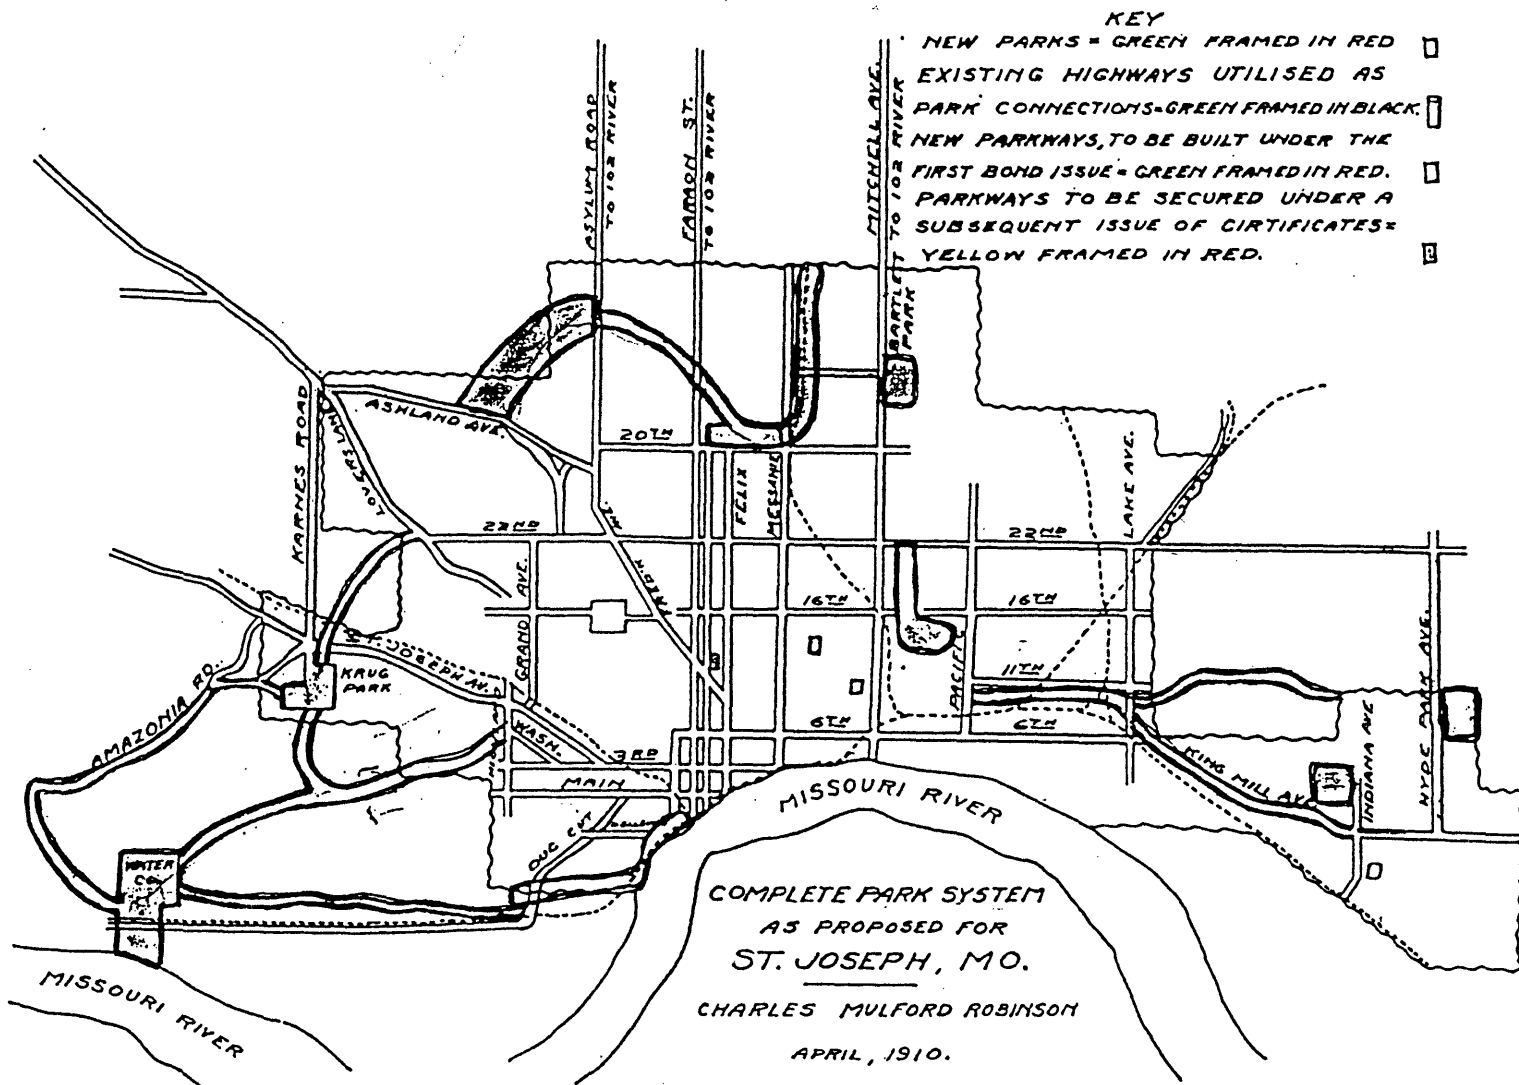 KEY
NEW PARKS = GREEN FRAMED IN RED
EXISTING HIGHWAYS UTILISED AS
PARK CONNECTIONS=GREEN FRAMED IN BLACK.
NEW PARKWAYS, TO BE BUILT UNDER THE
FIRST BOND ISSUE = GREEN FRAMED IN RED.
PARKWAYS TO BE SECURED UNDER A
SUBSEQUENT ISSUE OF CIRTIFICATES=
YELLOW FRAMED IN RED.
ASYLUM ROAD
TO 102 RIVER
FARAON ST.
TO 102 RIVER
MITCHELL AVE.
TO 102 RIVER
BARTLETT
PARK
KARNES ROAD
LOVERS LANE
ASHLAND AVE.
20TH
FELIX
MESSANIE
LAKE AVE.
22ND
22ND
GRAND AVE.
FRED'K
AVE.
16TH
16TH
ST. JOSEPH AV.
KRUG
PARK
AMAZONIA RD.
PACIFIC
11TH
6TH
6TH
WASH.
3RD
MAIN
KING MILL AVE
INDIANA AVE
HYDE PARK AVE.
MISSOURI RIVER
WATER
CO.
MISSOURI RIVER
COMPLETE PARK SYSTEM
AS PROPOSED FOR
ST. JOSEPH, MO.
CHARLES MULFORD ROBINSON
APRIL, 1910.